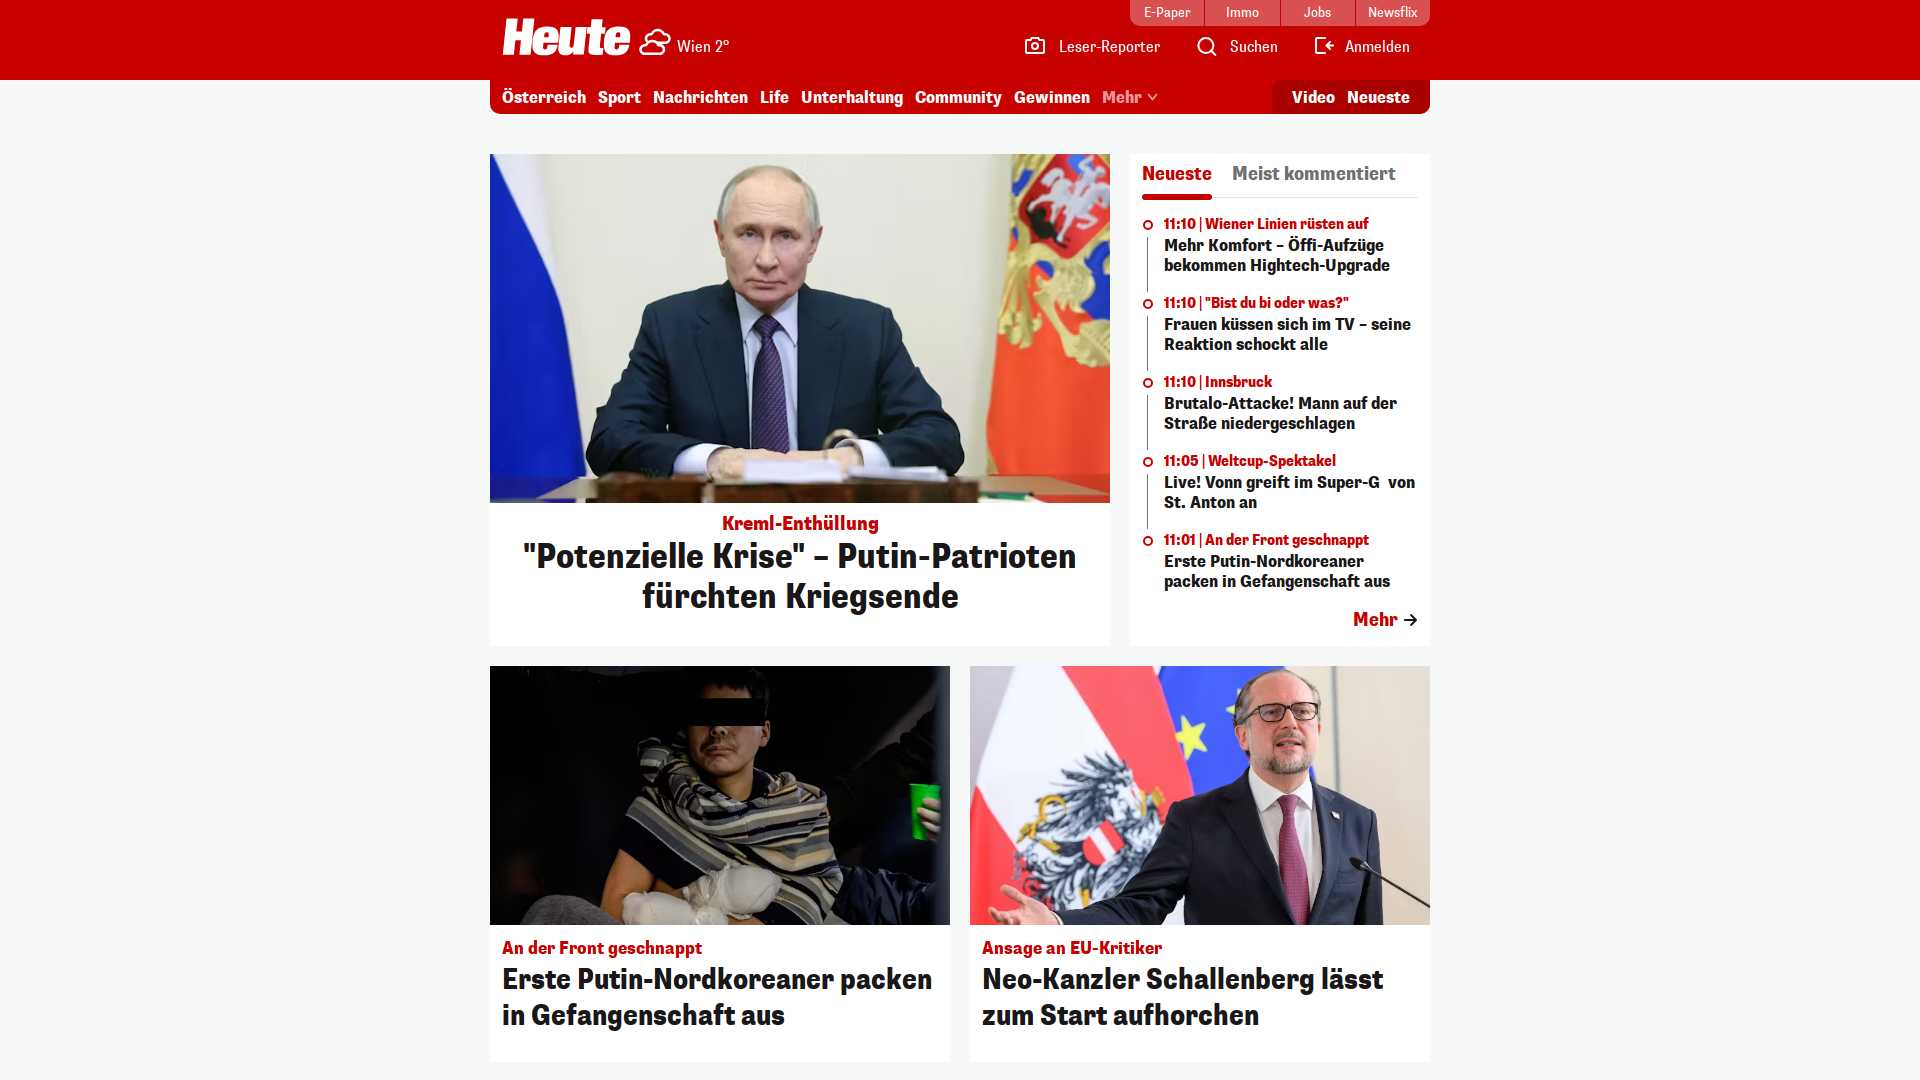 E-Paper
Immo
Jobs
Newsflix
Heute
Wien 2°
Leser-Reporter
Suchen
Anmelden
Österreich Sport Nachrichten Life Unterhaltung Community Gewinnen Mehr
Video Neueste
Kreml-Enthüllung
"Potenzielle Krise" – Putin-Patrioten
fürchten Kriegsende
Neueste
Meist kommentiert
11:10 | Wiener Linien rüsten auf
Mehr Komfort – Öffi-Aufzüge
bekommen Hightech-Upgrade
11:10 | "Bist du bi oder was?"
Frauen küssen sich im TV – seine
Reaktion schockt alle
11:10 | Innsbruck
Brutalo-Attacke! Mann auf der
Straße niedergeschlagen
11:05 | Weltcup-Spektakel
Live! Vonn greift im Super-G von
St. Anton an
11:01 | An der Front geschnappt
Erste Putin-Nordkoreaner
packen in Gefangenschaft aus
Mehr
An der Front geschnappt
Erste Putin-Nordkoreaner packen
in Gefangenschaft aus
Ansage an EU-Kritiker
Neo-Kanzler Schallenberg lässt
zum Start aufhorchen